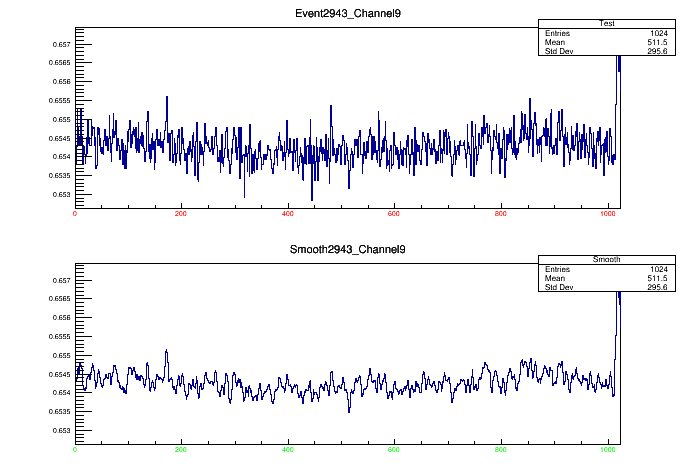 Event2943_Channel9
Test
Entries 1024
Mean 511.5
Std Dev 295.6
0.657
0.6565
0.656
0.6555
0.655
0.6545
0.654
0.6535
0.653
0 200 400 600 800 1000
Smooth2943_Channel9
Smooth
Entries 1024
Mean 511.5
Std Dev 295.6
0.657
0.6565
0.656
0.6555
0.655
0.6545
0.654
0.6535
0.653
0 200 400 600 800 1000